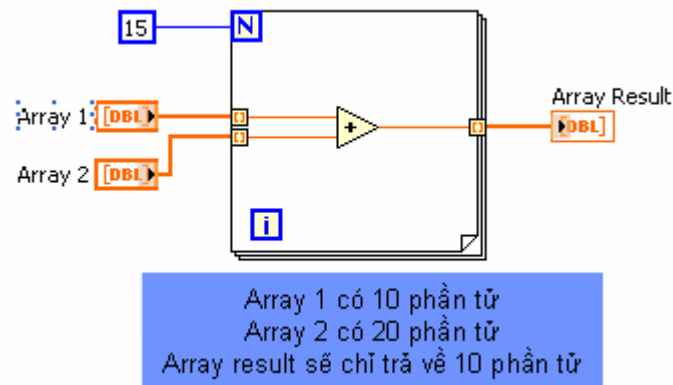 15
N
Array 1
[DBL]
Array 2
[DBL]
+
i
Array Result
DBL]
Array 1 có 10 phần tử
Array 2 có 20 phần tử
Array result sẽ chỉ trả về 10 phần tử